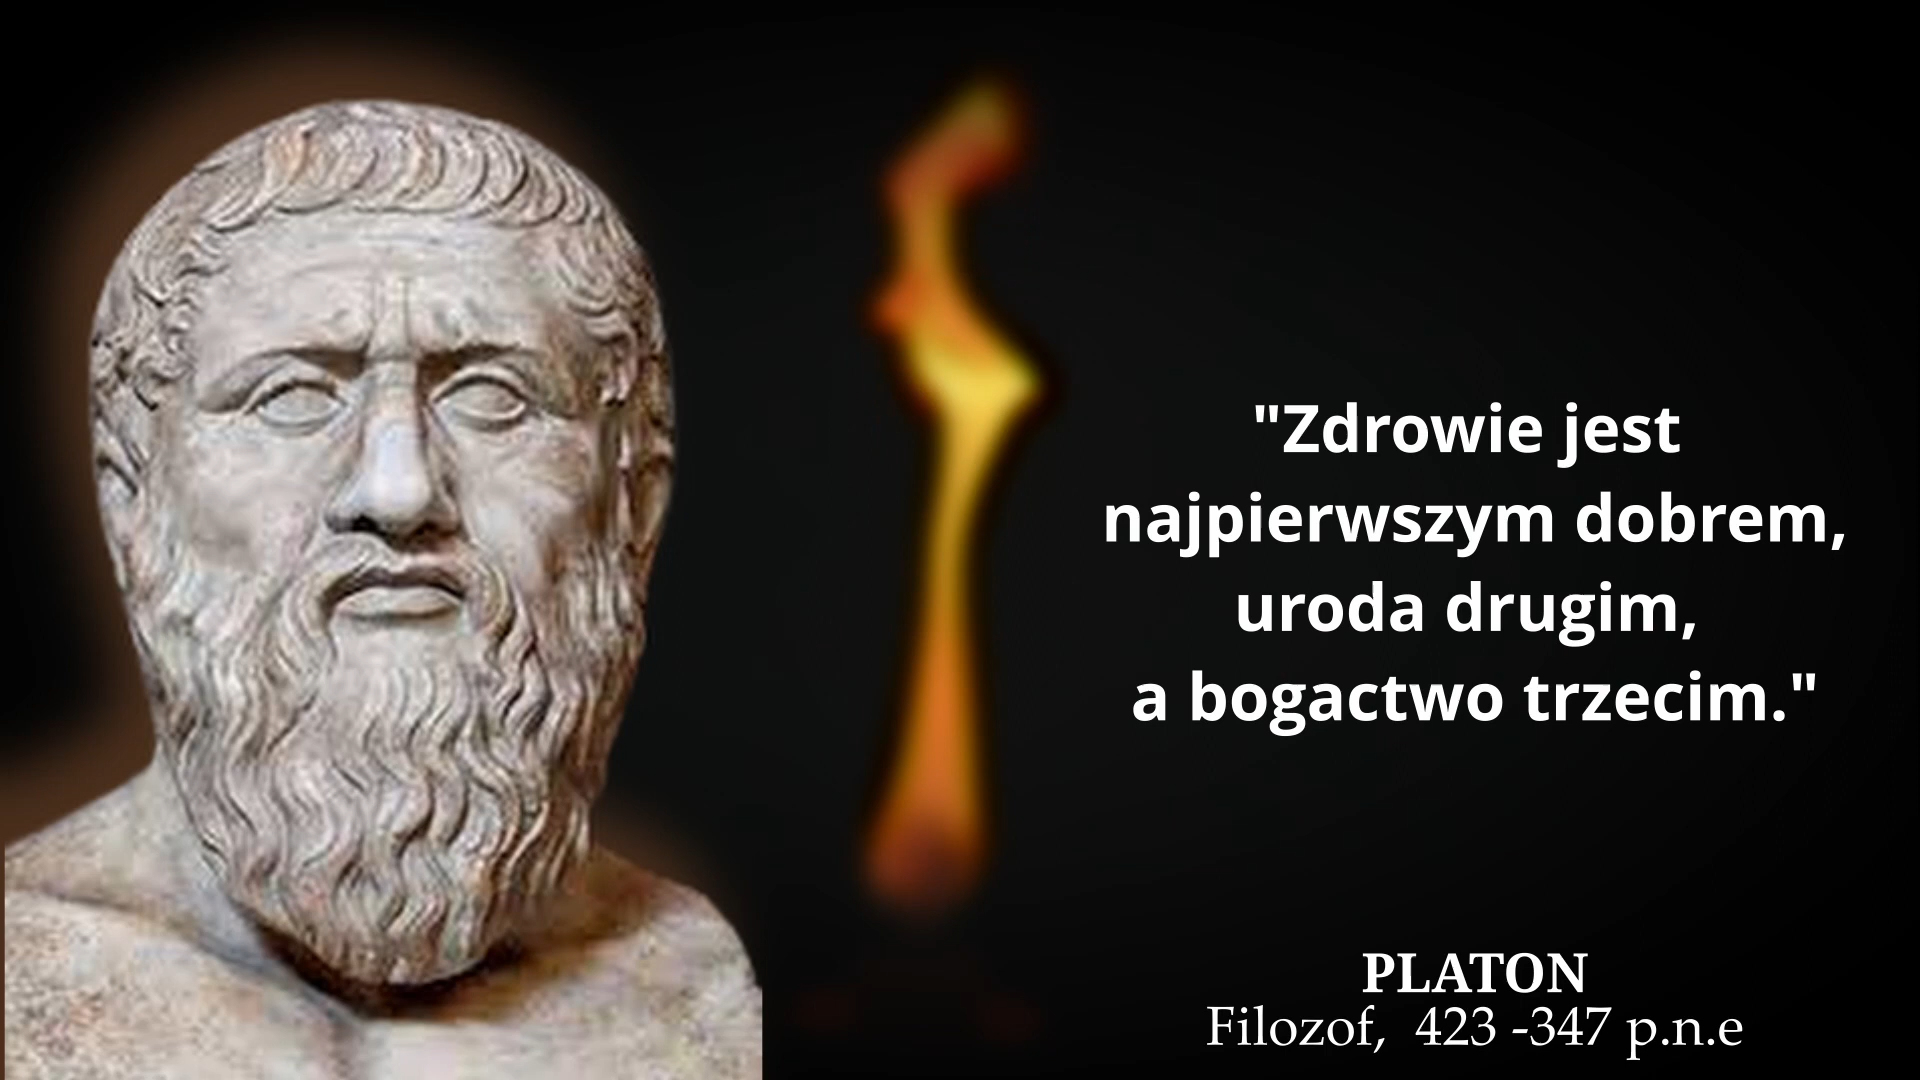 "Zdrowie jest
najpierwszym dobrem,
uroda drugim,
a bogactwo trzecim."
PLATON
Filozof,  423 -347 p.n.e